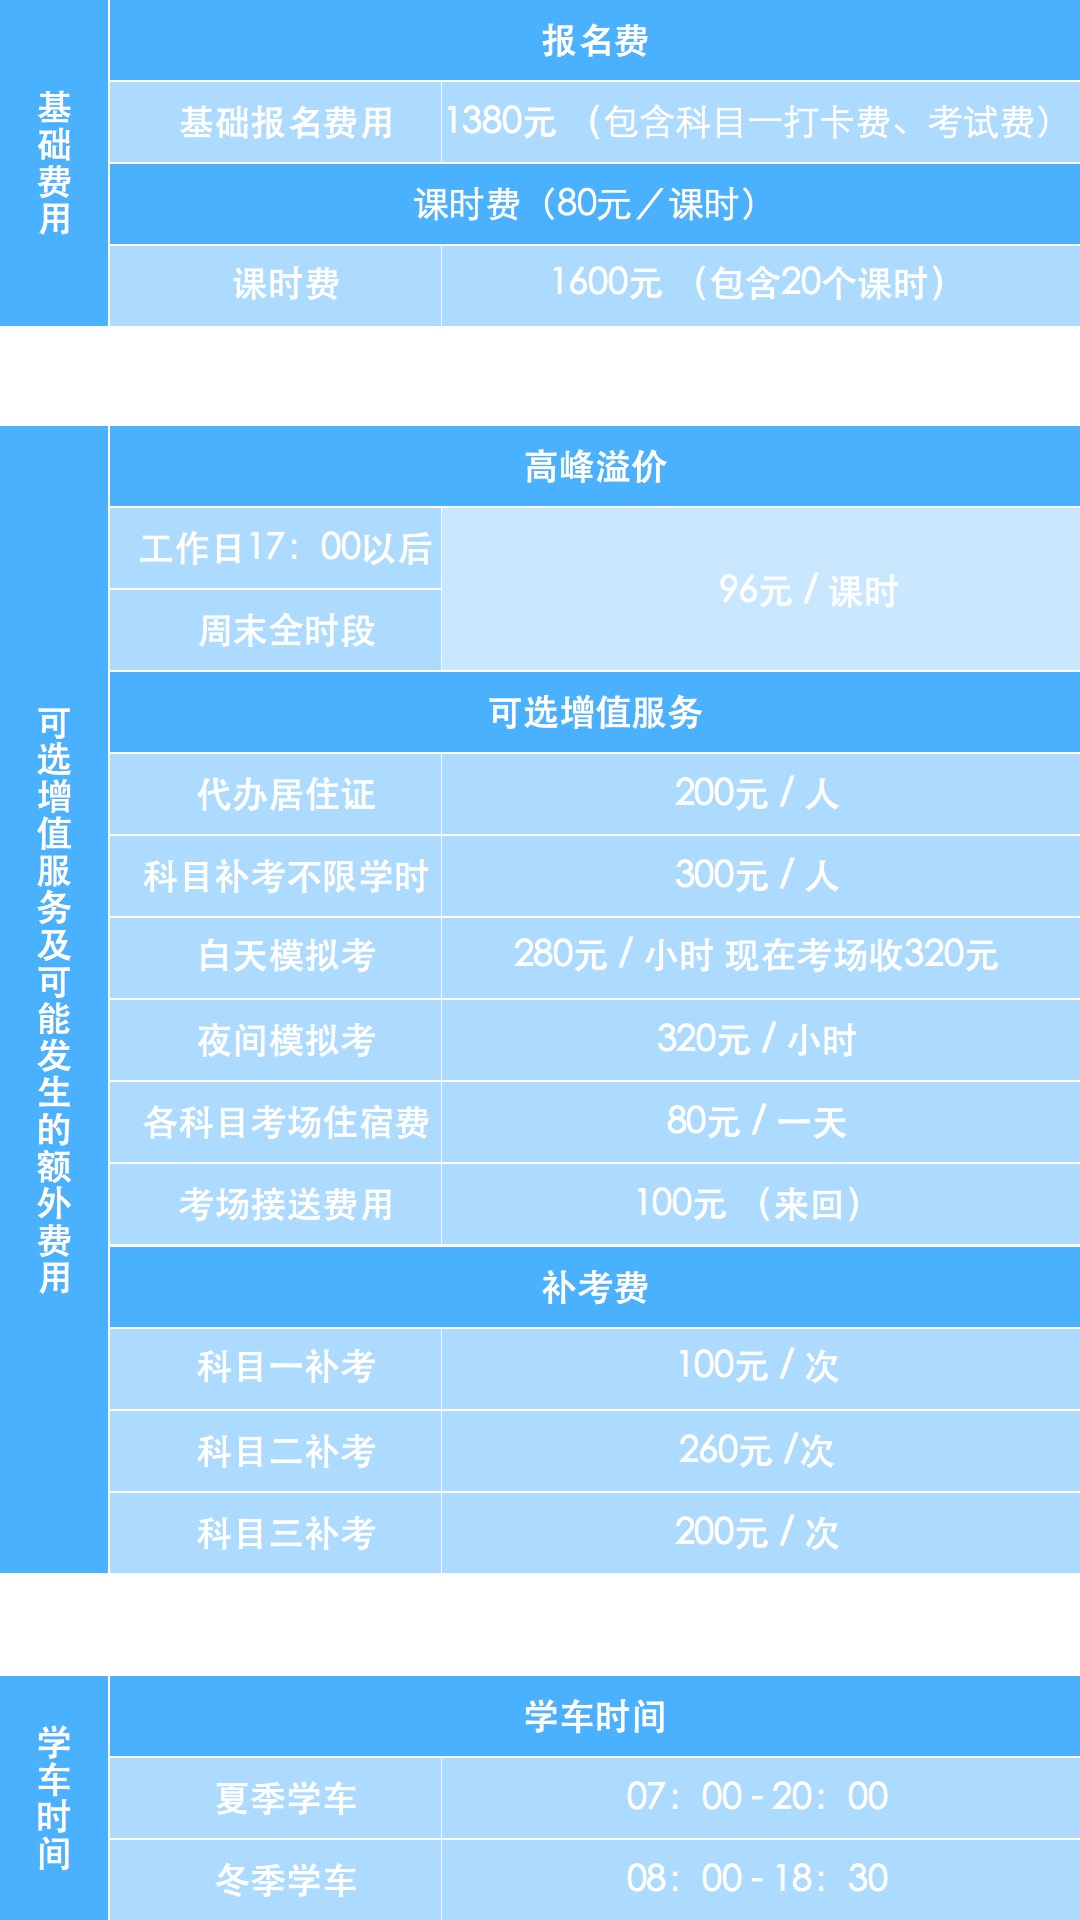 基础费用
报名费
基础报名费用 1380元 （包含科目一打卡费、考试费）
课时费（80元／课时）
课时费 1600元 （包含20个课时）
可选增值服务及可能发生的额外费用
高峰溢价
工作日17：00以后
96元 / 课时
周末全时段
可选增值服务
代办居住证 200元 / 人
科目补考不限学时 300元 / 人
白天模拟考 280元 / 小时 现在考场收320元
夜间模拟考 320元 / 小时
各科目考场住宿费 80元 / 一天
考场接送费用 100元 （来回）
补考费
科目一补考 100元 / 次
科目二补考 260元 /次
科目三补考 200元 / 次
学车时间
学车时间
夏季学车 07：00 - 20：00
冬季学车 08：00 - 18：30